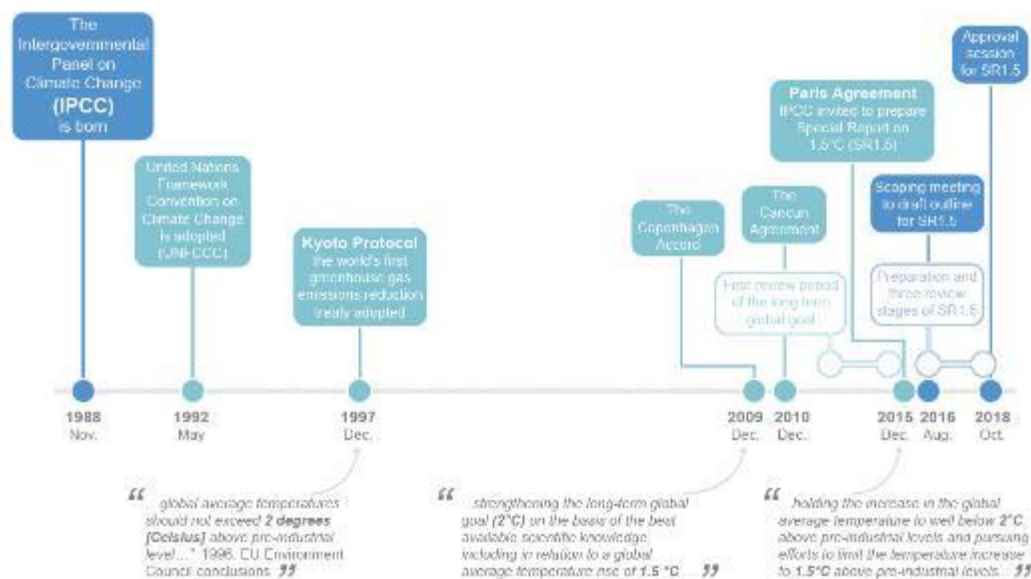 The
Intergovernmental
Panel on
Climate Change
(IPCC)
is born
United Nations
Framework
Convention on
Climate Change
is adopted
(UNFCCC)
Kyoto Protocol
the world's first
greenhouse gas
emissions reduction
treaty adopted
The
Copenhagen
Accord
The
Cancun
Agreement
First review period
of the long term
global goal
Paris Agreement
IPCC invited to prepare
Special Report on
1.5°C (SR1.5)
Scoping meeting
to draft outline
for SR1.5
Preparation and
three review
stages of SR1.5
Approval
session
for SR1.5
1988
Nov.
1992
May
1997
Dec.
2009
Dec.
2010
Dec.
2015
Dec.
2016
Aug.
2018
Oct.
“ global average temperatures
should not exceed 2 degrees
[Celsius] above pre-industrial
level...." 1996, EU Environment
Council conclusions ”
“ strengthening the long-term global
goal (2°C) on the basis of the best
available scientific knowledge,
including in relation to a global
average temperature rise of 1.5 °C ”
“ holding the increase in the global
average temperature to well below 2°C
above pre-industrial levels and pursuing
efforts to limit the temperature increase
to 1.5°C above pre-industrial levels ”